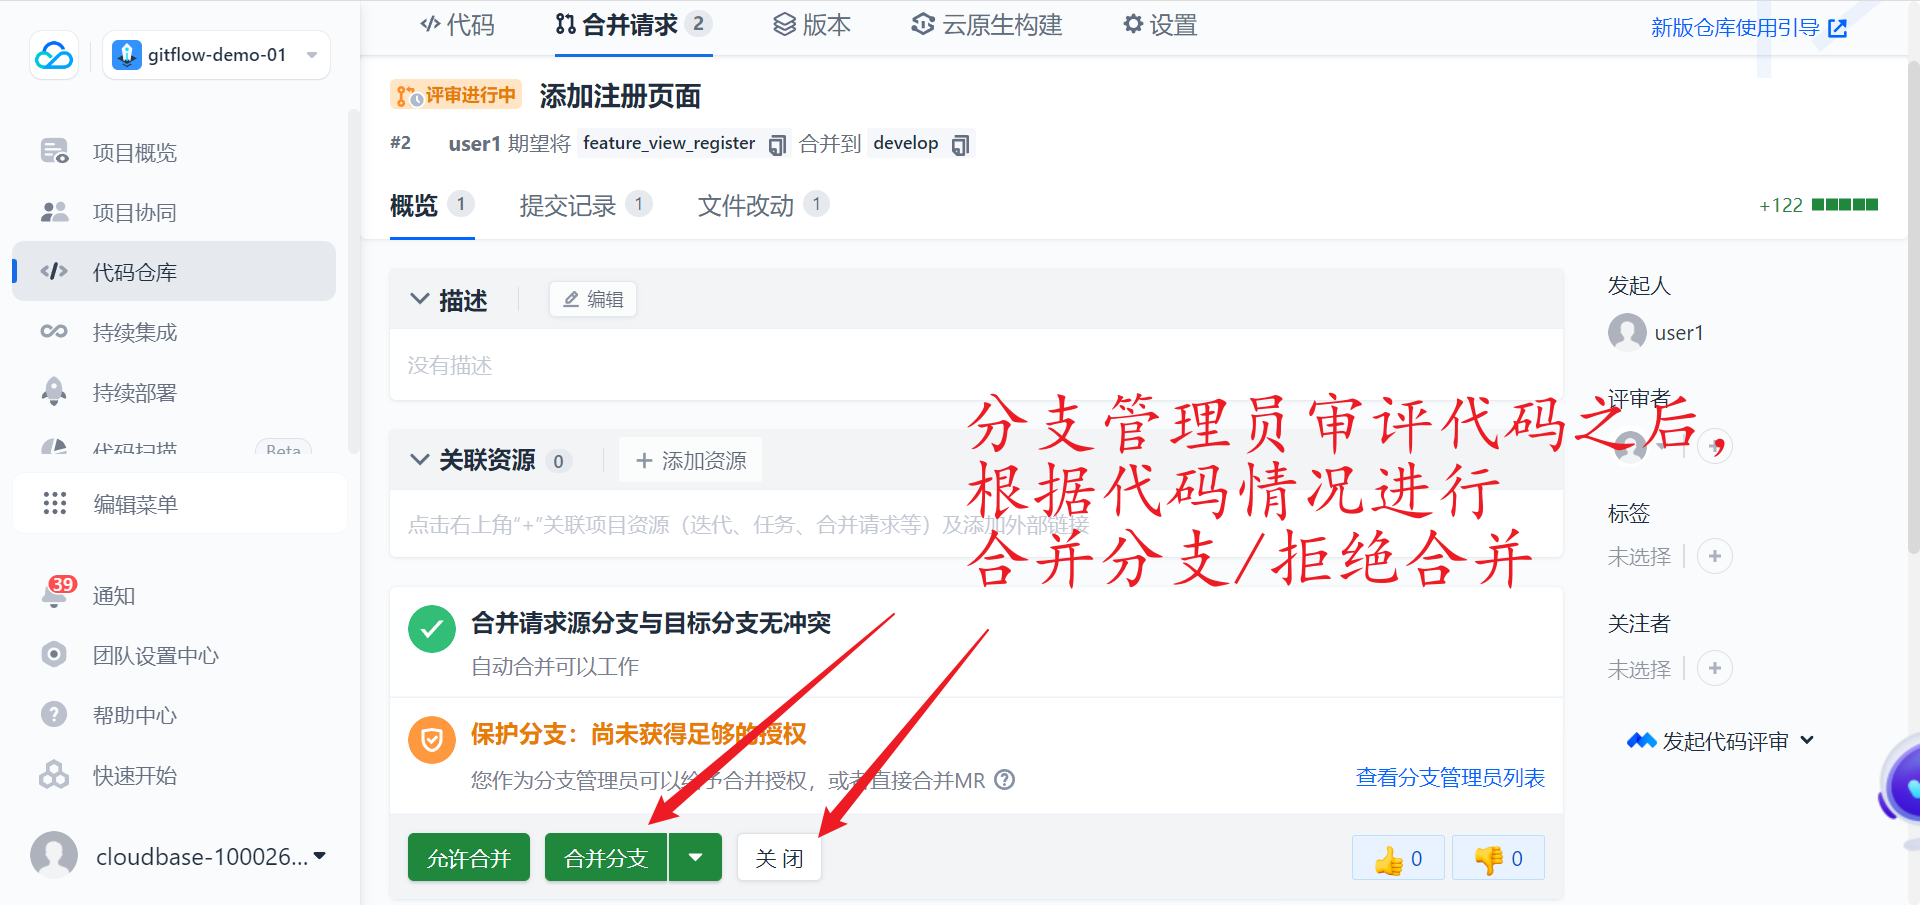 代码
合并请求 2
版本
云原生构建
设置
新版仓库使用引导
gitflow-demo-01
评审进行中 添加注册页面
#2 user1 期望将 feature_view_register 合并到 develop
概览 1 提交记录 1 文件改动 1
+122
项目概览
项目协同
代码仓库
持续集成
持续部署
代码扫描 Beta
编辑菜单
39
通知
团队设置中心
帮助中心
快速开始
cloudbase-100026...
描述 编辑
没有描述
关联资源 0 + 添加资源
点击右上角“+”关联项目资源（迭代、任务、合并请求等）及添加外部链接
分支管理员审评代码之后，
根据代码情况进行
合并分支/拒绝合并
合并请求源分支与目标分支无冲突
自动合并可以工作
保护分支：尚未获得足够的授权
您作为分支管理员可以给予合并授权，或者直接合并MR
查看分支管理员列表
允许合并 合并分支 关闭
0 0
发起人
user1
评审者
标签
未选择
关注者
未选择
发起代码评审